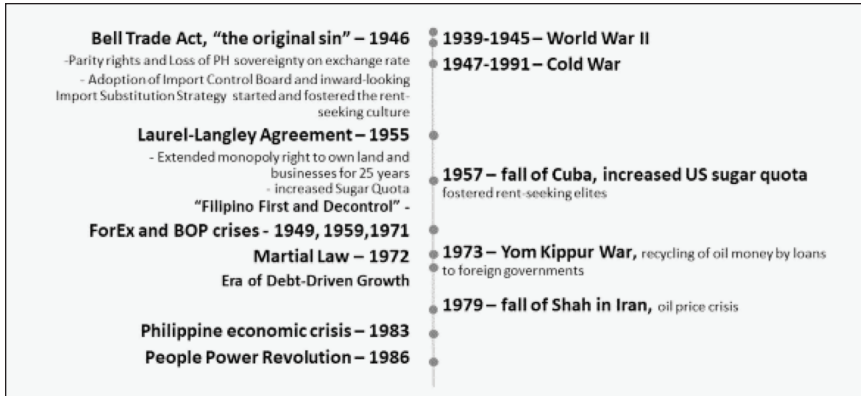 Bell Trade Act, “the original sin” – 1946
-Parity rights and Loss of PH sovereignty on exchange rate
- Adoption of Import Control Board and inward-looking
Import Substitution Strategy started and fostered the rent-
seeking culture
Laurel-Langley Agreement – 1955
- Extended monopoly right to own land and
businesses for 25 years
- increased Sugar Quota
“Filipino First and Decontrol” -
ForEx and BOP crises - 1949, 1959,1971
Martial Law – 1972
Era of Debt-Driven Growth
Philippine economic crisis – 1983
People Power Revolution – 1986
1939-1945 – World War II
1947-1991 – Cold War
1957 – fall of Cuba, increased US sugar quota
fostered rent-seeking elites
1973 – Yom Kippur War, recycling of oil money by loans
to foreign governments
1979 – fall of Shah in Iran, oil price crisis